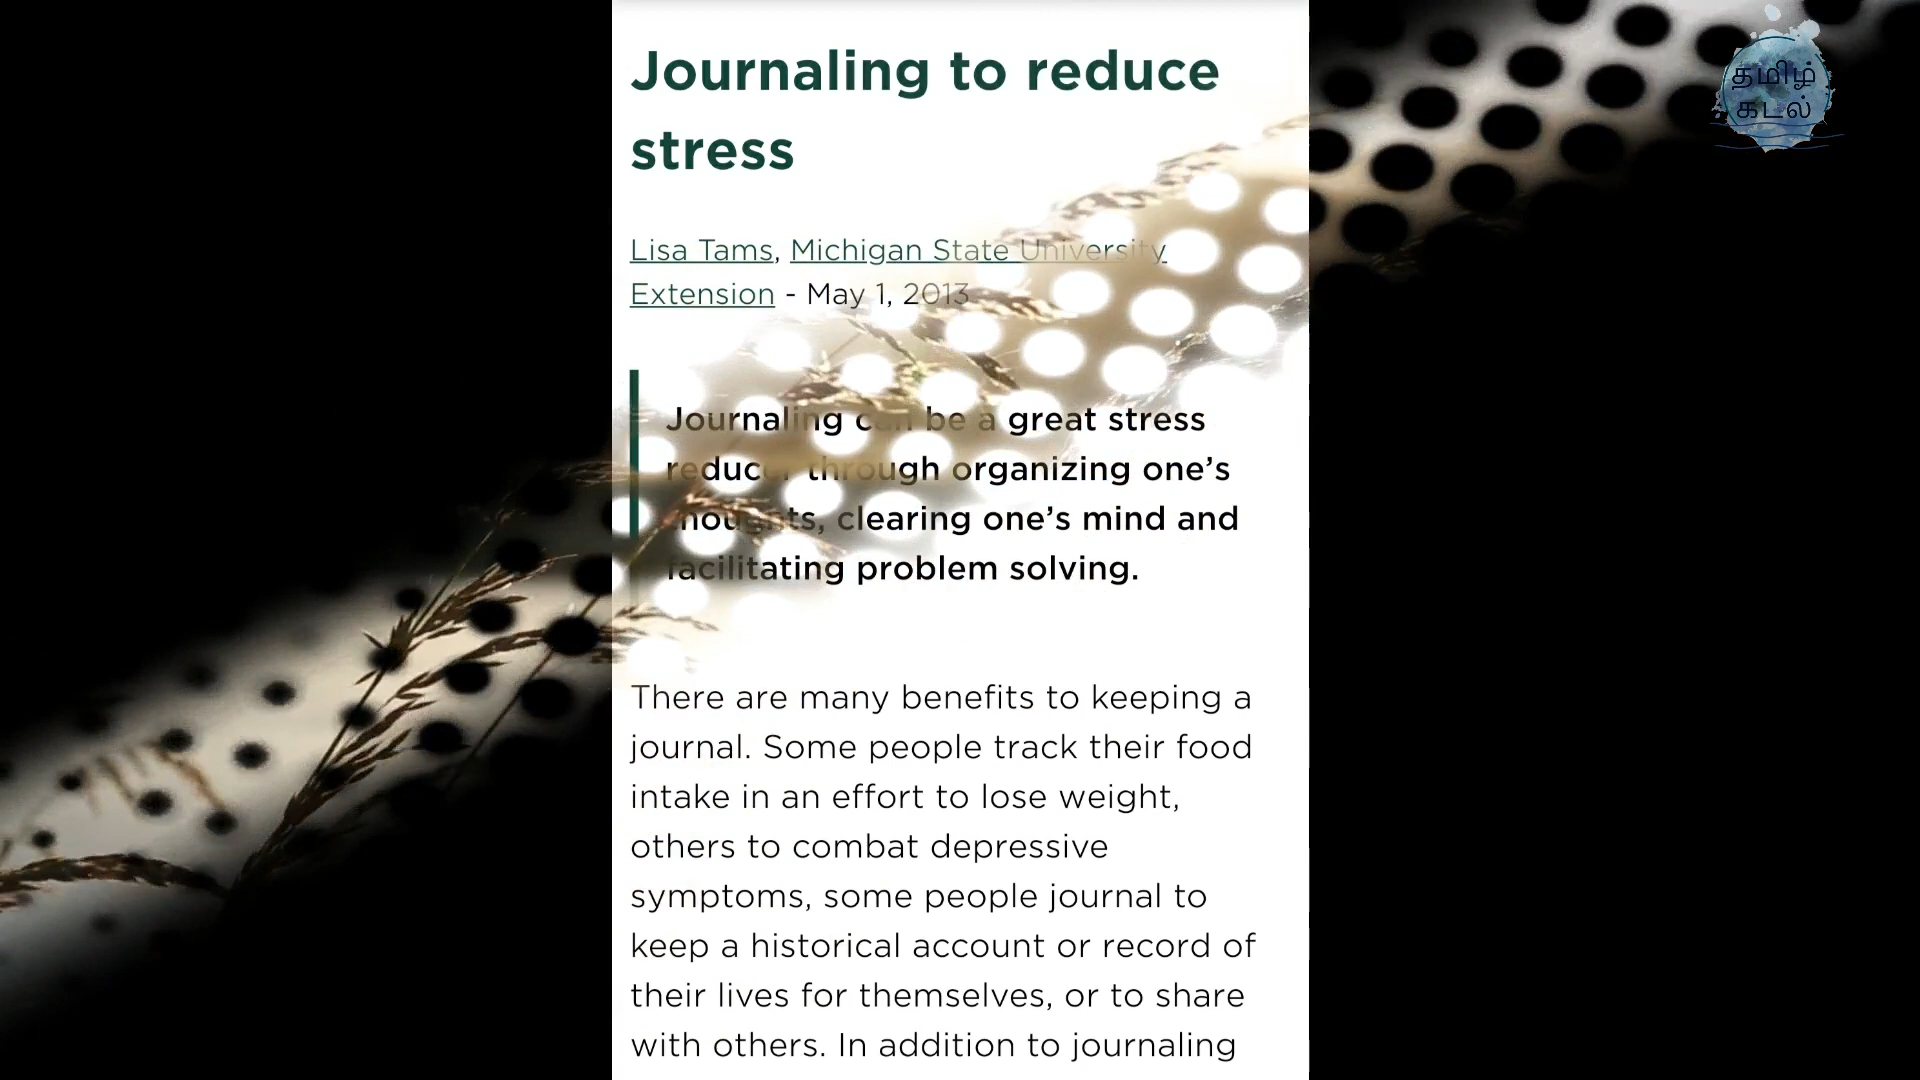 Journaling to reduce
stress
தமிழ்
கடல்
Lisa Tams, Michigan State University
Extension - May 1, 2013
Journaling can be a great stress
reducer through organizing one’s
thoughts, clearing one’s mind and
facilitating problem solving.
There are many benefits to keeping a
journal. Some people track their food
intake in an effort to lose weight,
others to combat depressive
symptoms, some people journal to
keep a historical account or record of
their lives for themselves, or to share
with others. In addition to journaling